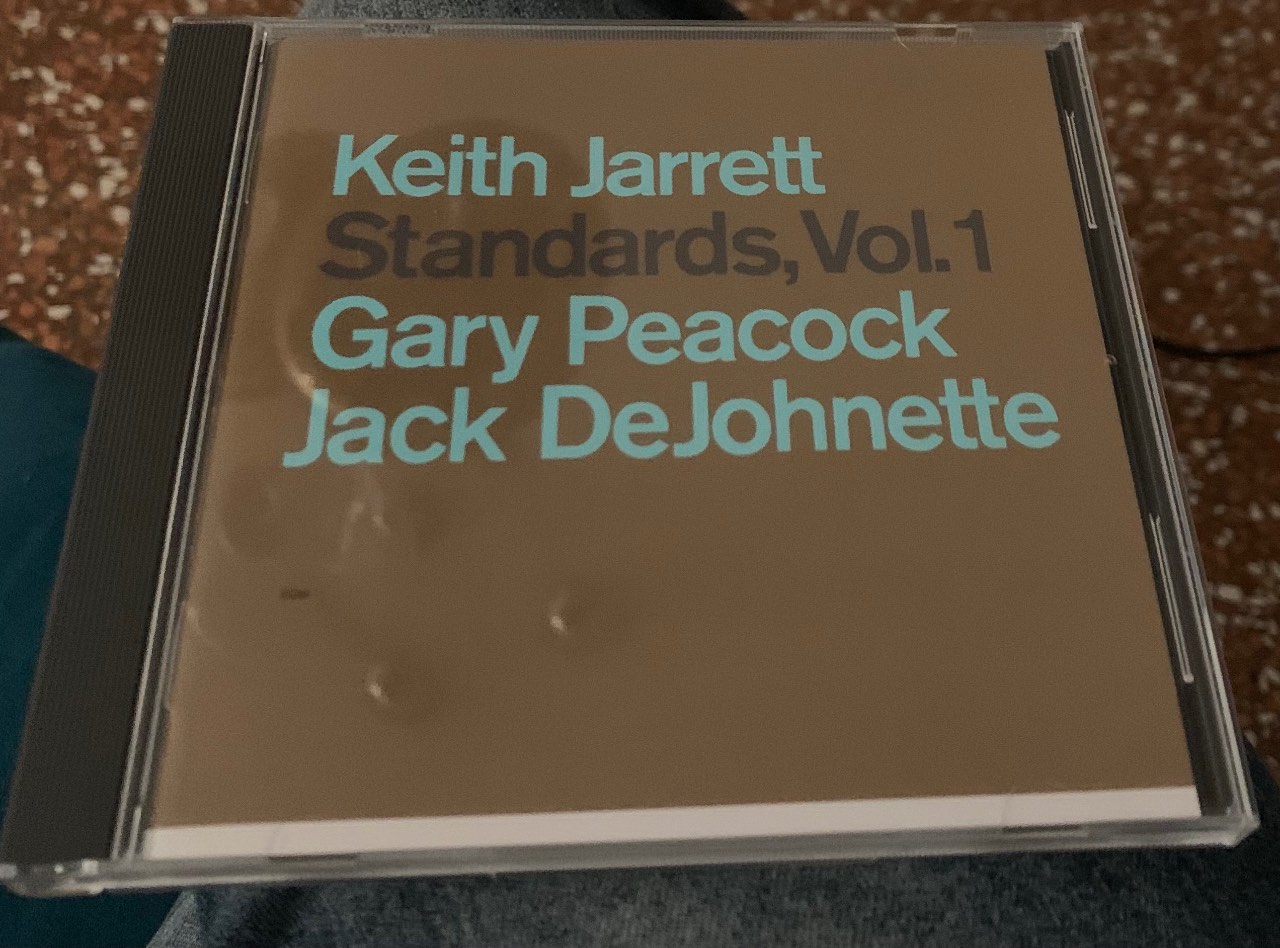 Keith Jarrett
Standards, Vol. 1
Gary Peacock
Jack DeJohnette